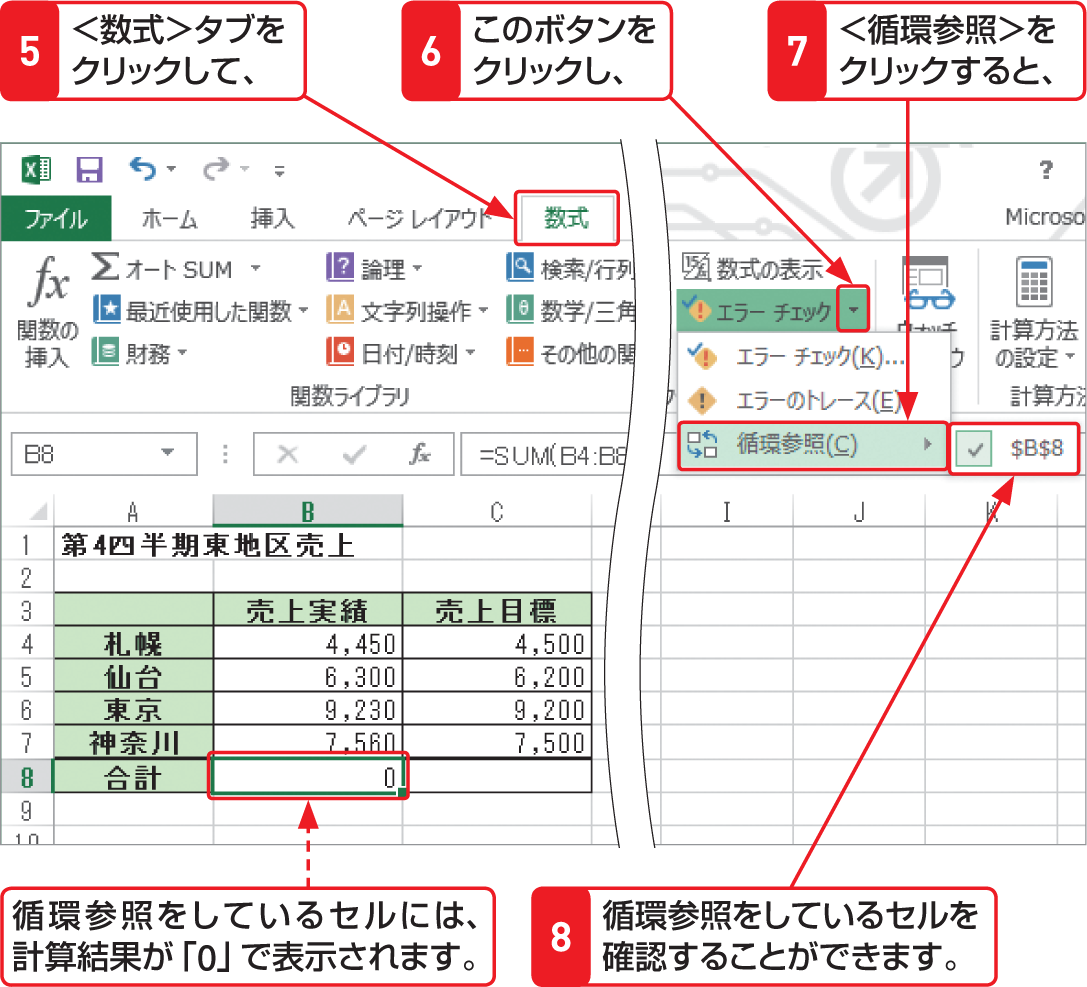 5 <数式>タブを
クリックして、
6 このボタンを
クリックし、
7 <循環参照>を
クリックすると、
?
ファイル ホーム 挿入 ページ レイアウト 数式 Microso
fx
関数の
挿入
Σ オート SUM
最近使用した関数
財務
論理
文字列操作
日付/時刻
検索/行列
数学/三角
その他の関
関数ライブラリ
数式の表示
エラー チェック
エラー チェック(K)...
エラーのトレース(E)
循環参照(C) $B$8
計算方法
の設定
計算方法
B8 fx =SUM(B4:B8
A B C I J K
1 第4四半期東地区売上
2
3 売上実績 売上目標
4 札幌 4,450 4,500
5 仙台 6,300 6,200
6 東京 9,230 9,200
7 神奈川 7,560 7,500
8 合計 0
9
10
循環参照をしているセルには、
計算結果が「0」で表示されます。
8 循環参照をしているセルを
確認することができます。